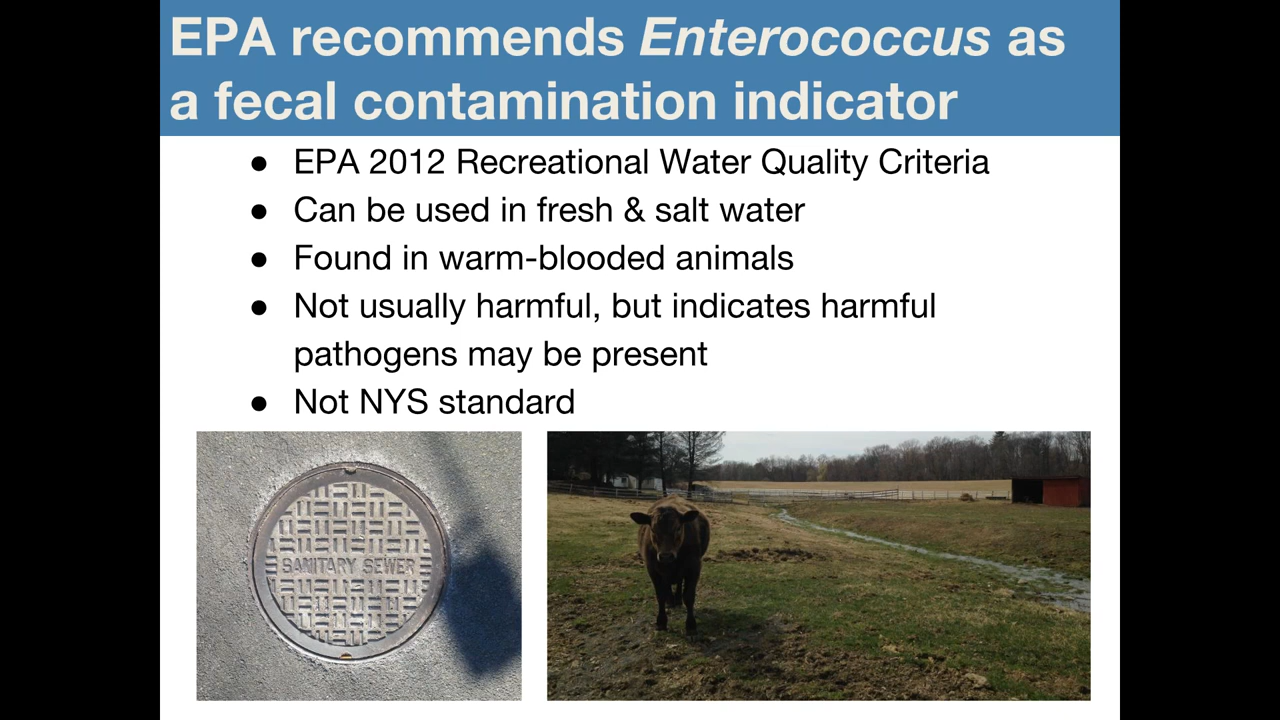 EPA recommends Enterococcus as
a fecal contamination indicator
● EPA 2012 Recreational Water Quality Criteria
● Can be used in fresh & salt water
● Found in warm-blooded animals
● Not usually harmful, but indicates harmful
pathogens may be present
● Not NYS standard
SANITARY SEWER